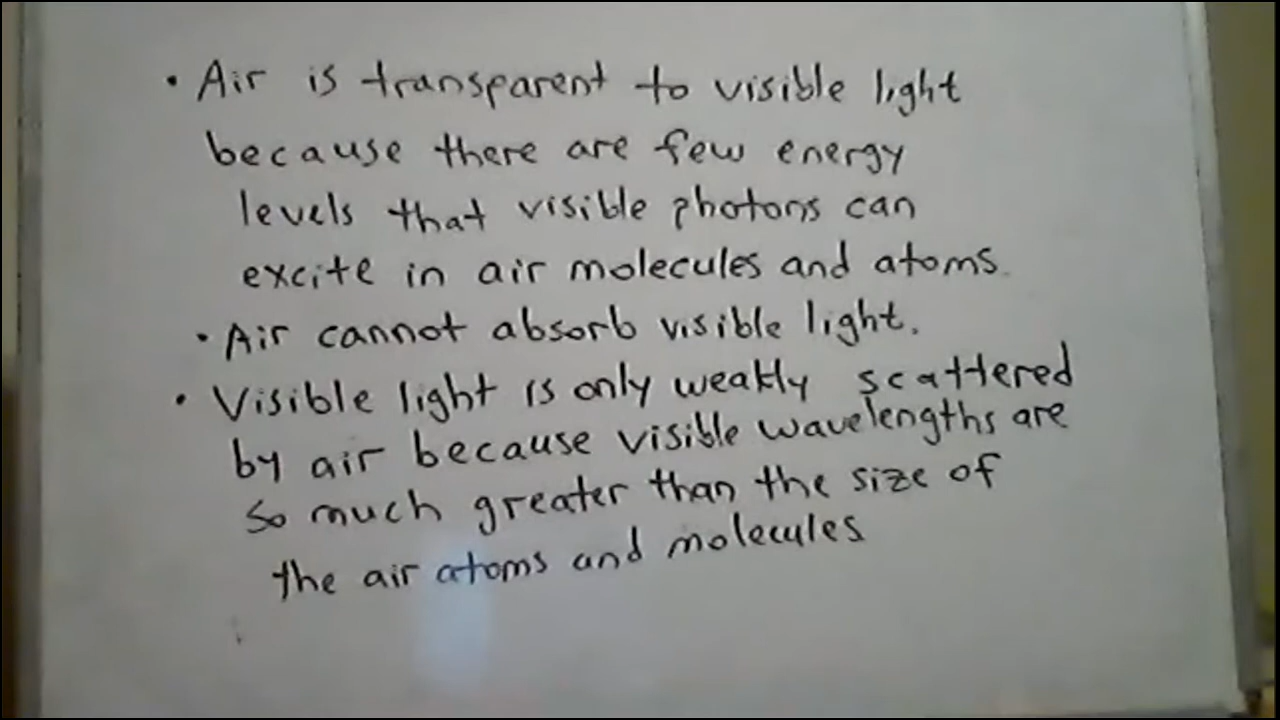 • Air is transparent to visible light
because there are few energy
levels that visible photons can
excite in air molecules and atoms.
• Air cannot absorb visible light.
• Visible light is only weakly scattered
by air because visible wavelengths are
so much greater than the size of
the air atoms and molecules